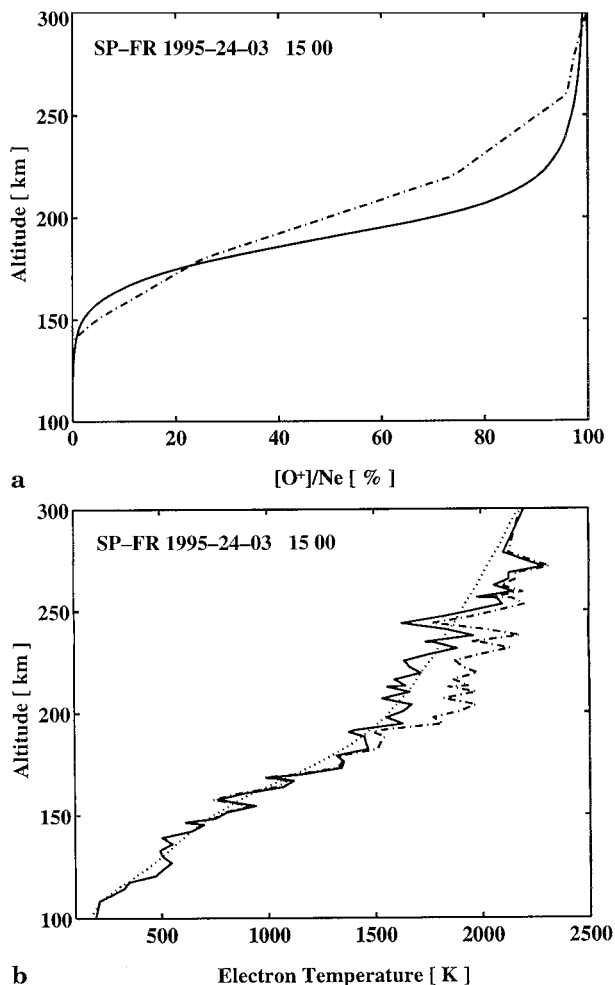 300
SP–FR 1995–24–03 15 00
250
200
150
100
Altitude [ km ]
0 20 40 60 80 100
[O+]/Ne [ % ]
a
300
SP–FR 1995–24–03 15 00
250
200
150
100
Altitude [ km ]
500 1000 1500 2000 2500
Electron Temperature [ K ]
b